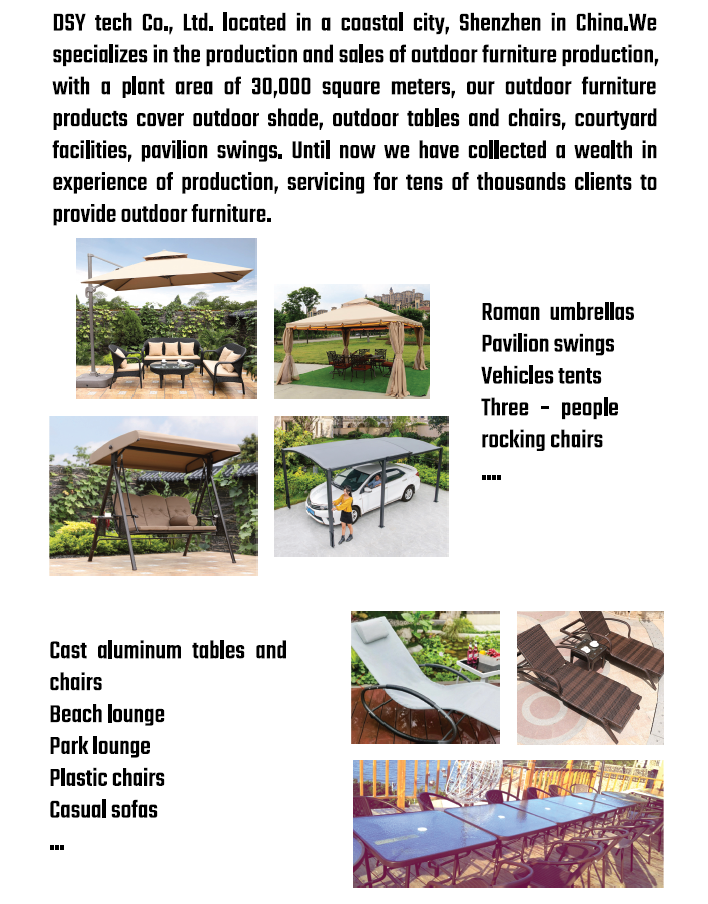 DSY tech Co., Ltd. located in a coastal city, Shenzhen in China.We
specializes in the production and sales of outdoor furniture production,
with a plant area of 30,000 square meters, our outdoor furniture
products cover outdoor shade, outdoor tables and chairs, courtyard
facilities, pavilion swings. Until now we have collected a wealth in
experience of production, servicing for tens of thousands clients to
provide outdoor furniture.
Roman umbrellas
Pavilion swings
Vehicles tents
Three - people
rocking chairs
....
Cast aluminum tables and
chairs
Beach lounge
Park lounge
Plastic chairs
Casual sofas
...